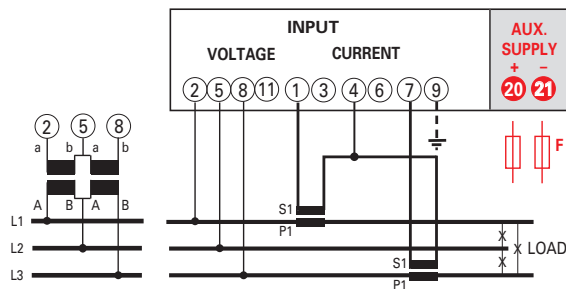 INPUT
VOLTAGE CURRENT
AUX.
SUPPLY
+ −
2 5 8 11 1 3 4 6 7 9 20 21
2 5 8
a b a b
F
A B A B
S1
P1
L1
L2
X
X X LOAD
S1
L3
P1